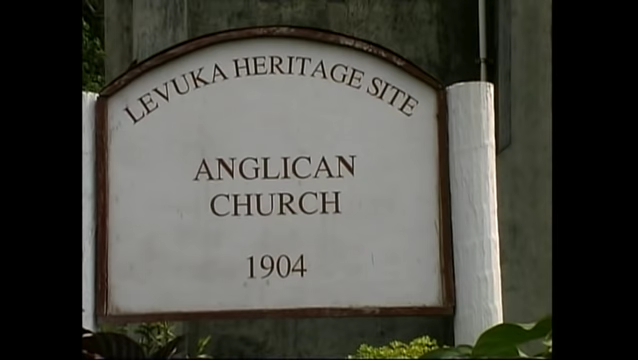 LEVUKA HERITAGE SITE
ANGLICAN
CHURCH
1904